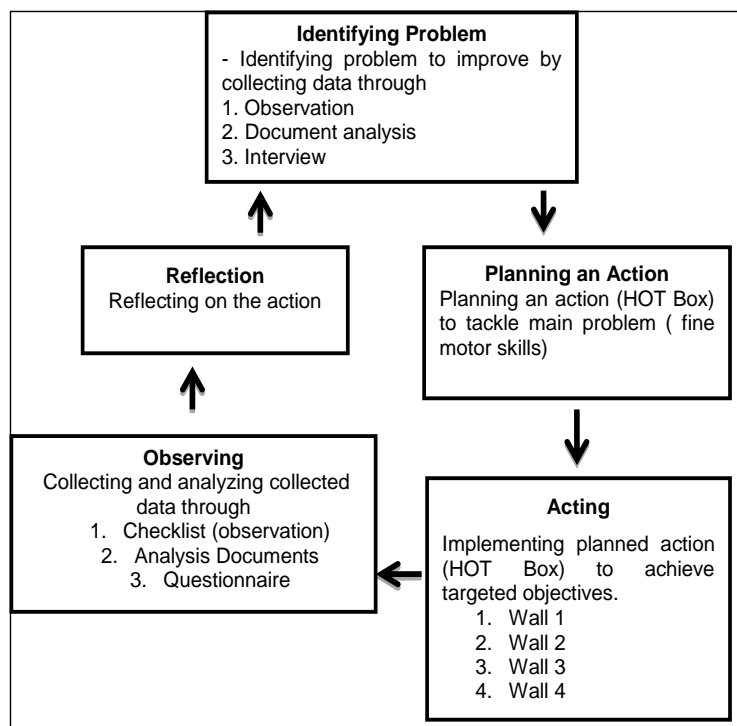 Identifying Problem
- Identifying problem to improve by
collecting data through
1. Observation
2. Document analysis
3. Interview
Reflection
Reflecting on the action
Planning an Action
Planning an action (HOT Box)
to tackle main problem ( fine
motor skills)
Observing
Collecting and analyzing collected
data through
1. Checklist (observation)
2. Analysis Documents
3. Questionnaire
Acting
Implementing planned action
(HOT Box) to achieve
targeted objectives.
1. Wall 1
2. Wall 2
3. Wall 3
4. Wall 4